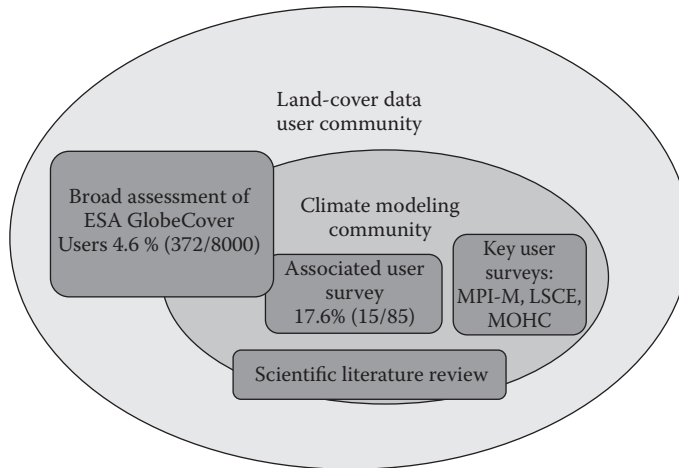 Land-cover data
user community
Broad assessment of
ESA GlobeCover
Users 4.6 % (372/8000)
Climate modeling
community
Associated user
survey
17.6% (15/85)
Key user
surveys:
MPI-M, LSCE,
MOHC
Scientific literature review